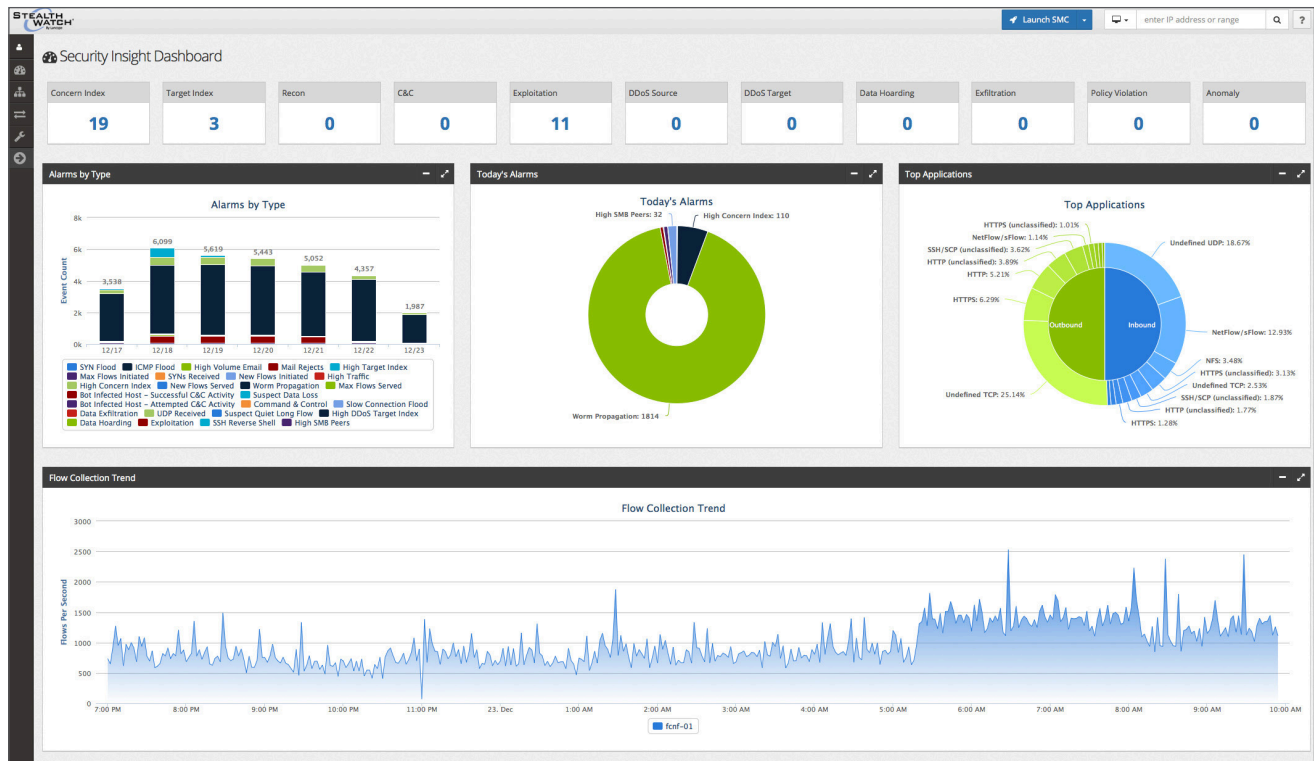 STEALTH
WATCH
By Lancope
Launch SMC
enter IP address or range
?
Security Insight Dashboard
Concern Index
Target Index
Recon
C&C
Exploitation
DDoS Source
DDoS Target
Data Hoarding
Exfiltration
Policy Violation
Anomaly
19
3
0
0
11
0
0
0
0
0
0
Alarms by Type
Alarms by Type
8k
6k
4k
2k
0k
Event Count
3,538
6,099
5,619
5,443
5,052
4,357
1,987
12/17
12/18
12/19
12/20
12/21
12/22
12/23
SYN Flood ICMP Flood High Volume Email Mail Rejects High Target Index
Max Flows Initiated SYNs Received New Flows Initiated High Traffic
High Concern Index New Flows Served Worm Propagation Max Flows Served
Bot Infected Host - Successful C&C Activity Suspect Data Loss
Bot Infected Host - Attempted C&C Activity Command & Control Slow Connection Flood
Data Exfiltration UDP Received Suspect Quiet Long Flow High DDoS Target Index
Data Hoarding Exploitation SSH Reverse Shell High SMB Peers
Today's Alarms
Today's Alarms
High SMB Peers: 32
High Concern Index: 110
Worm Propagation: 1814
Top Applications
Top Applications
HTTPS (unclassified): 1.01%
NetFlow/sFlow: 1.14%
SSH/SCP (unclassified): 3.62%
HTTP (unclassified): 3.89%
HTTP: 5.21%
HTTPS: 6.29%
Undefined TCP: 25.14%
Outbound
Inbound
Undefined UDP: 18.67%
NetFlow/sFlow: 12.93%
NFS: 3.48%
HTTPS (unclassified): 3.13%
Undefined TCP: 2.53%
SSH/SCP (unclassified): 1.87%
HTTP (unclassified): 1.77%
HTTPS: 1.28%
Flow Collection Trend
Flow Collection Trend
3000
2500
2000
1500
1000
500
0
Flows Per Second
7:00 PM
8:00 PM
9:00 PM
10:00 PM
11:00 PM
23. Dec
1:00 AM
2:00 AM
3:00 AM
4:00 AM
5:00 AM
6:00 AM
7:00 AM
8:00 AM
9:00 AM
10:00 AM
fcnf-01